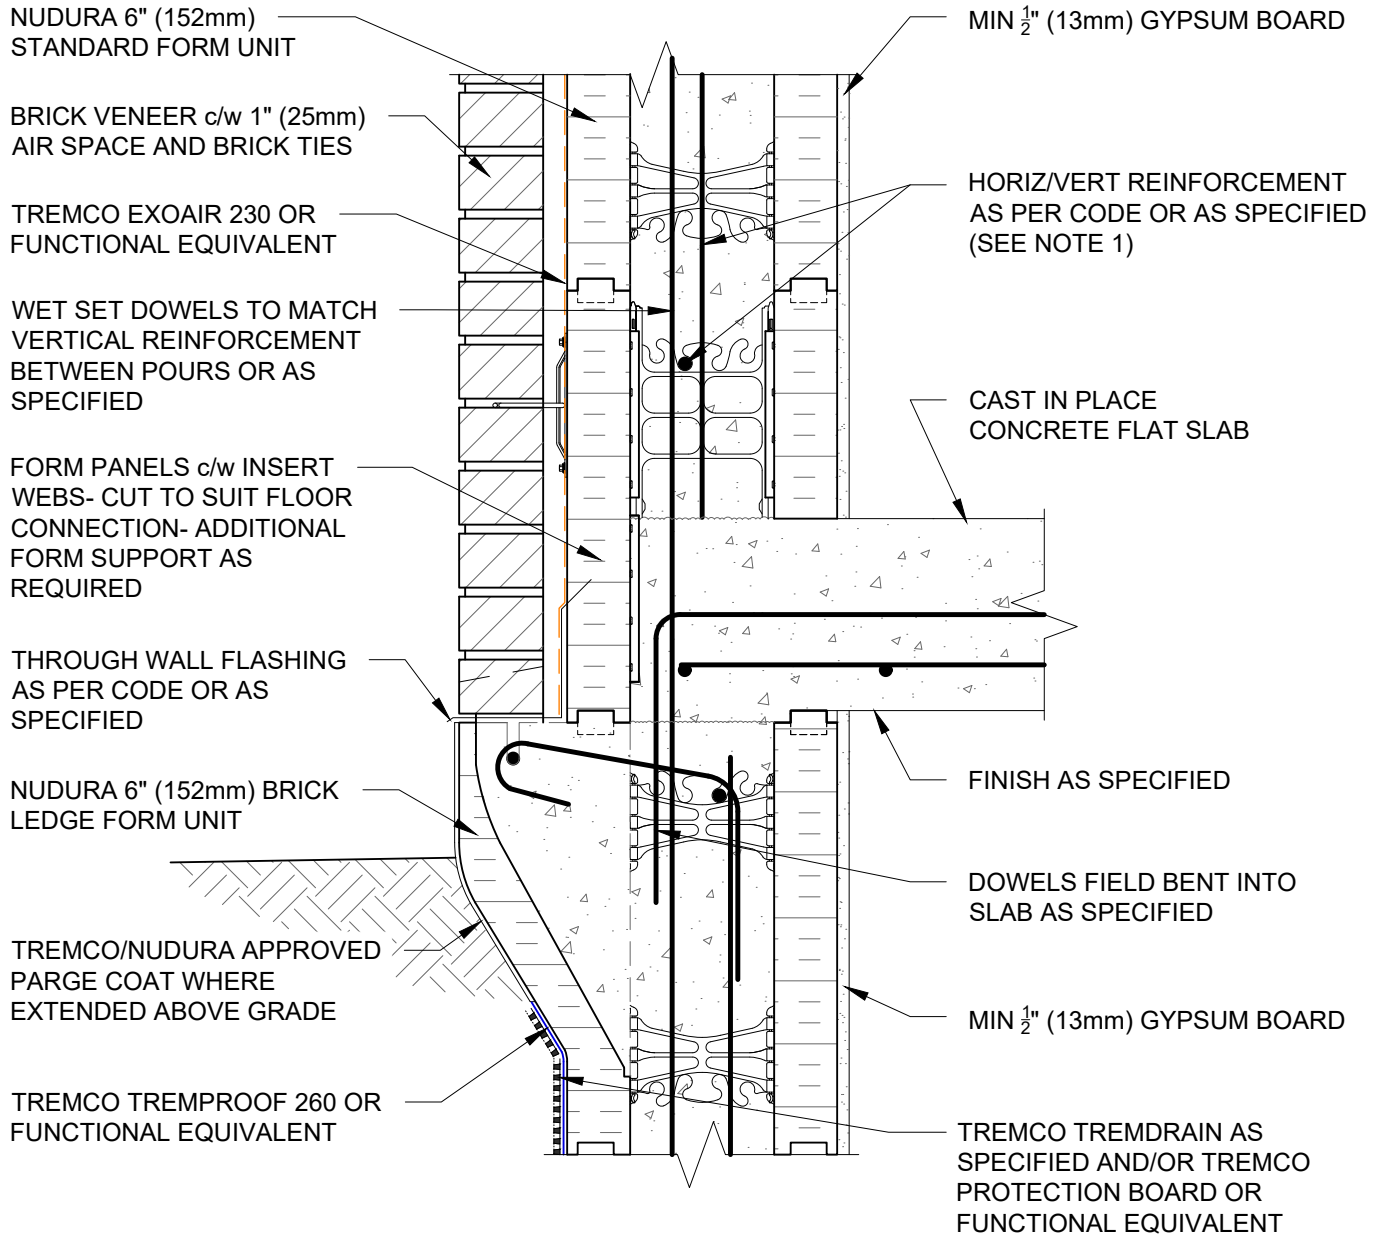 NUDURA 6" (152mm)
STANDARD FORM UNIT
BRICK VENEER c/w 1" (25mm)
AIR SPACE AND BRICK TIES
TREMCO EXOAIR 230 OR
FUNCTIONAL EQUIVALENT
WET SET DOWELS TO MATCH
VERTICAL REINFORCEMENT
BETWEEN POURS OR AS
SPECIFIED
FORM PANELS c/w INSERT
WEBS- CUT TO SUIT FLOOR
CONNECTION- ADDITIONAL
FORM SUPPORT AS
REQUIRED
THROUGH WALL FLASHING
AS PER CODE OR AS
SPECIFIED
NUDURA 6" (152mm) BRICK
LEDGE FORM UNIT
TREMCO/NUDURA APPROVED
PARGE COAT WHERE
EXTENDED ABOVE GRADE
TREMCO TREMPROOF 260 OR
FUNCTIONAL EQUIVALENT
MIN 1/2" (13mm) GYPSUM BOARD
HORIZ/VERT REINFORCEMENT
AS PER CODE OR AS SPECIFIED
(SEE NOTE 1)
CAST IN PLACE
CONCRETE FLAT SLAB
FINISH AS SPECIFIED
DOWELS FIELD BENT INTO
SLAB AS SPECIFIED
MIN 1/2" (13mm) GYPSUM BOARD
TREMCO TREMDRAIN AS
SPECIFIED AND/OR TREMCO
PROTECTION BOARD OR
FUNCTIONAL EQUIVALENT